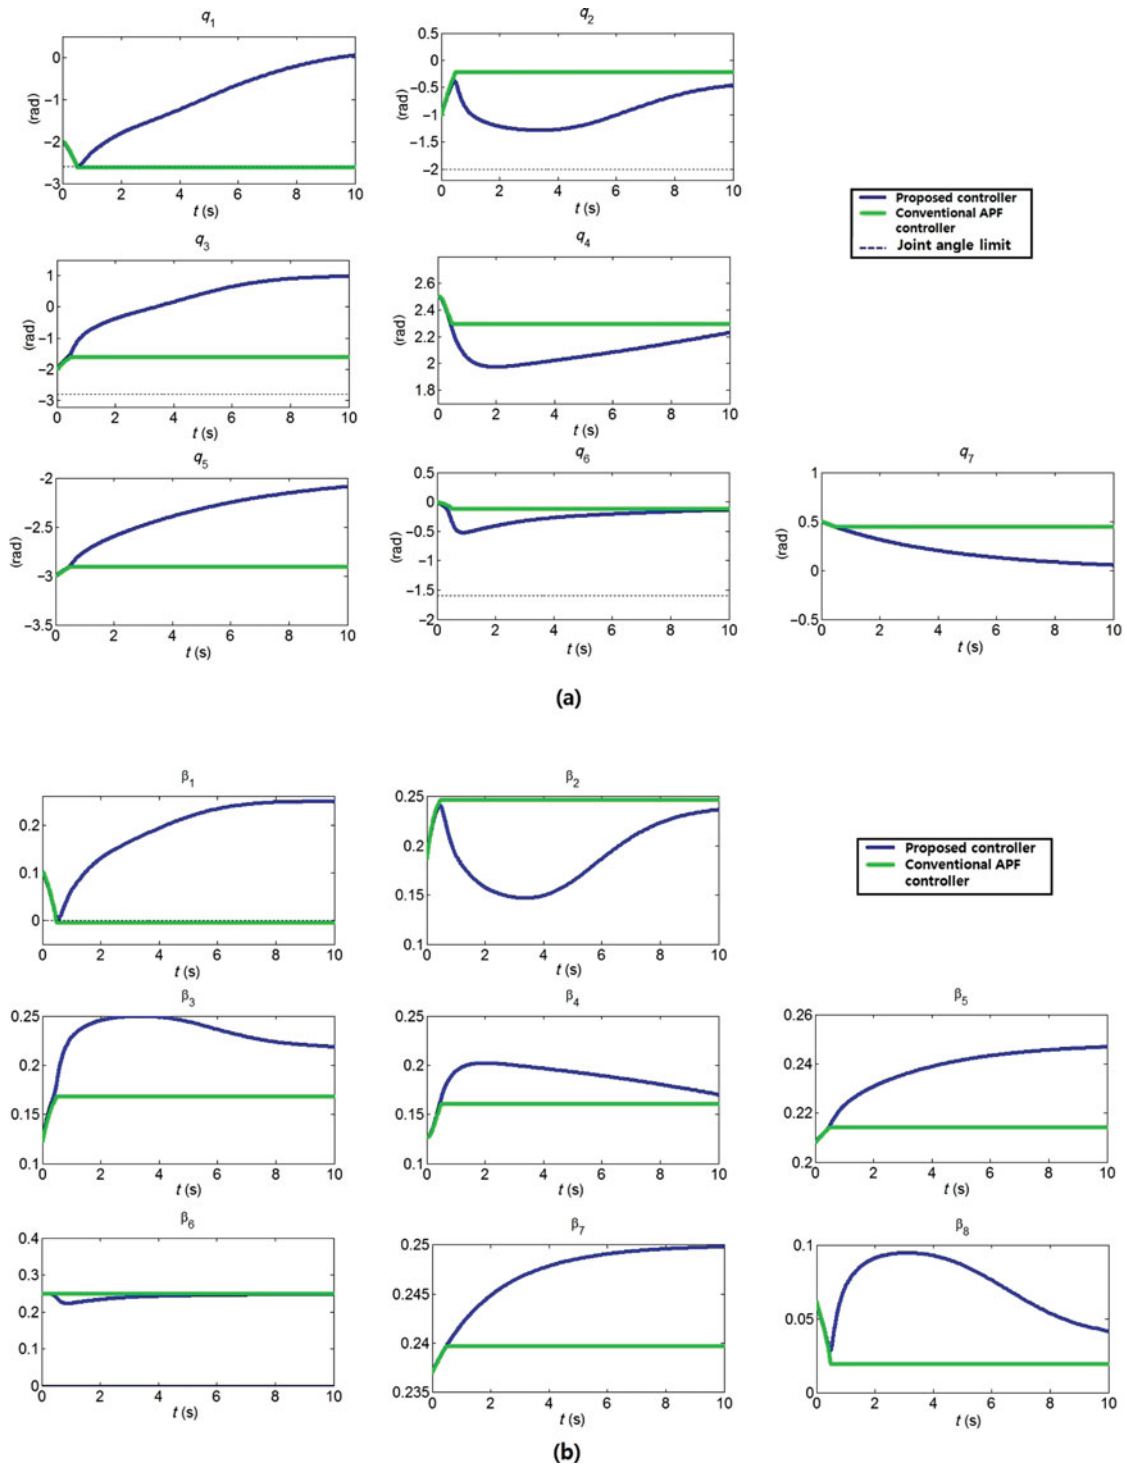 q1
q2
0
−1
−2
−3
(rad)
0 2 4 6 8 10
t (s)
0.5
0
−0.5
−1
−1.5
−2
(rad)
0 2 4 6 8 10
t (s)
Proposed controller
Conventional APF
controller
Joint angle limit
q3
q4
1
0
−1
−2
−3
(rad)
0 2 4 6 8 10
t (s)
2.6
2.4
2.2
2
1.8
(rad)
0 2 4 6 8 10
t (s)
q5
q6
q7
−2
−2.5
−3
−3.5
(rad)
0 2 4 6 8 10
t (s)
0.5
0
−0.5
−1
−1.5
−2
(rad)
0 2 4 6 8 10
t (s)
1
0.5
0
−0.5
(rad)
0 2 4 6 8 10
t (s)
(a)
β1
β2
0.2
0.1
0
0 2 4 6 8 10
t (s)
0.25
0.2
0.15
0.1
0 2 4 6 8 10
t (s)
Proposed controller
Conventional APF
controller
β3
β4
β5
0.25
0.2
0.15
0.1
0 2 4 6 8 10
t (s)
0.25
0.2
0.15
0.1
0 2 4 6 8 10
t (s)
0.26
0.24
0.22
0.2
0 2 4 6 8 10
t (s)
β6
β7
β8
0.4
0.3
0.2
0.1
0
0 2 4 6 8 10
t (s)
0.25
0.245
0.24
0.235
0 2 4 6 8 10
t (s)
0.1
0.05
0
0 2 4 6 8 10
t (s)
(b)